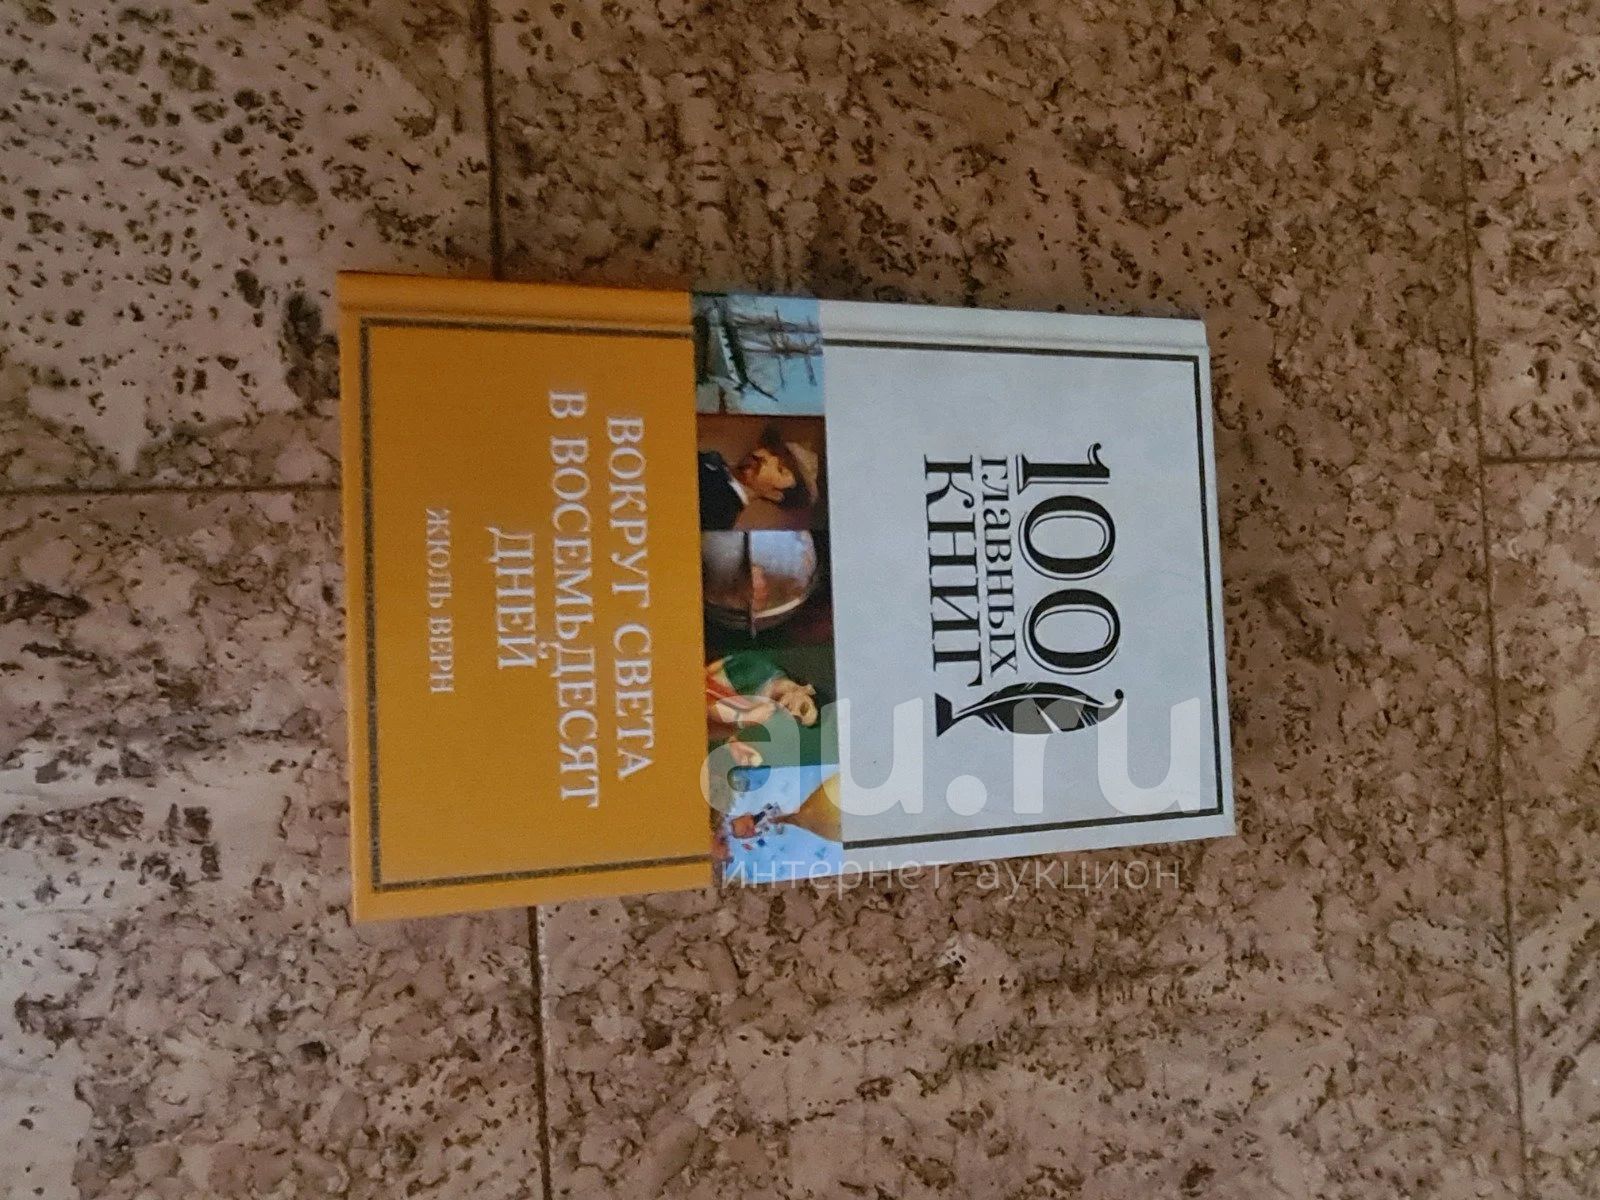 100
главных
КНИГ
ВОКРУГ СВЕТА
В ВОСЕМЬДЕСЯТ
ДНЕЙ
ЖЮЛЬ ВЕРН
au.ru
интернет-аукцион